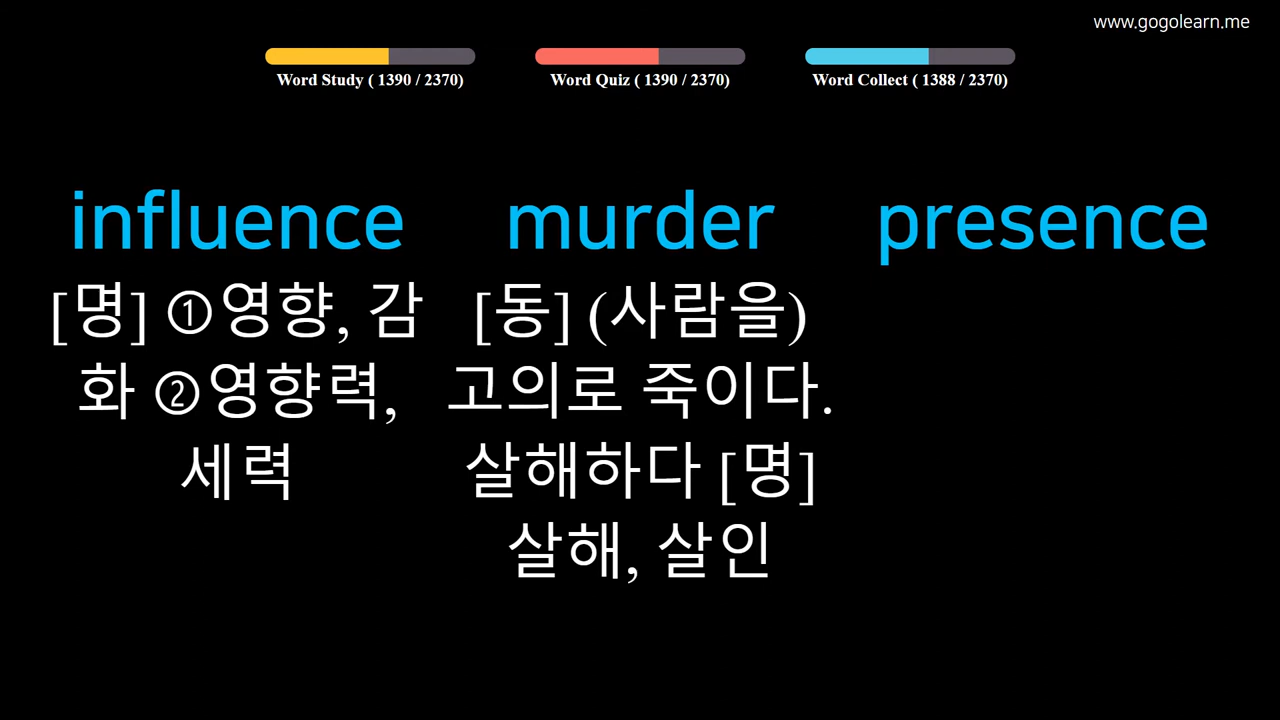 www.gogolearn.me
Word Study ( 1390 / 2370)
Word Quiz ( 1390 / 2370)
Word Collect ( 1388 / 2370)
influence
[명] ①영향, 감
화 ②영향력,
세력
murder
[동] (사람을)
고의로 죽이다.
살해하다 [명]
살해, 살인
presence